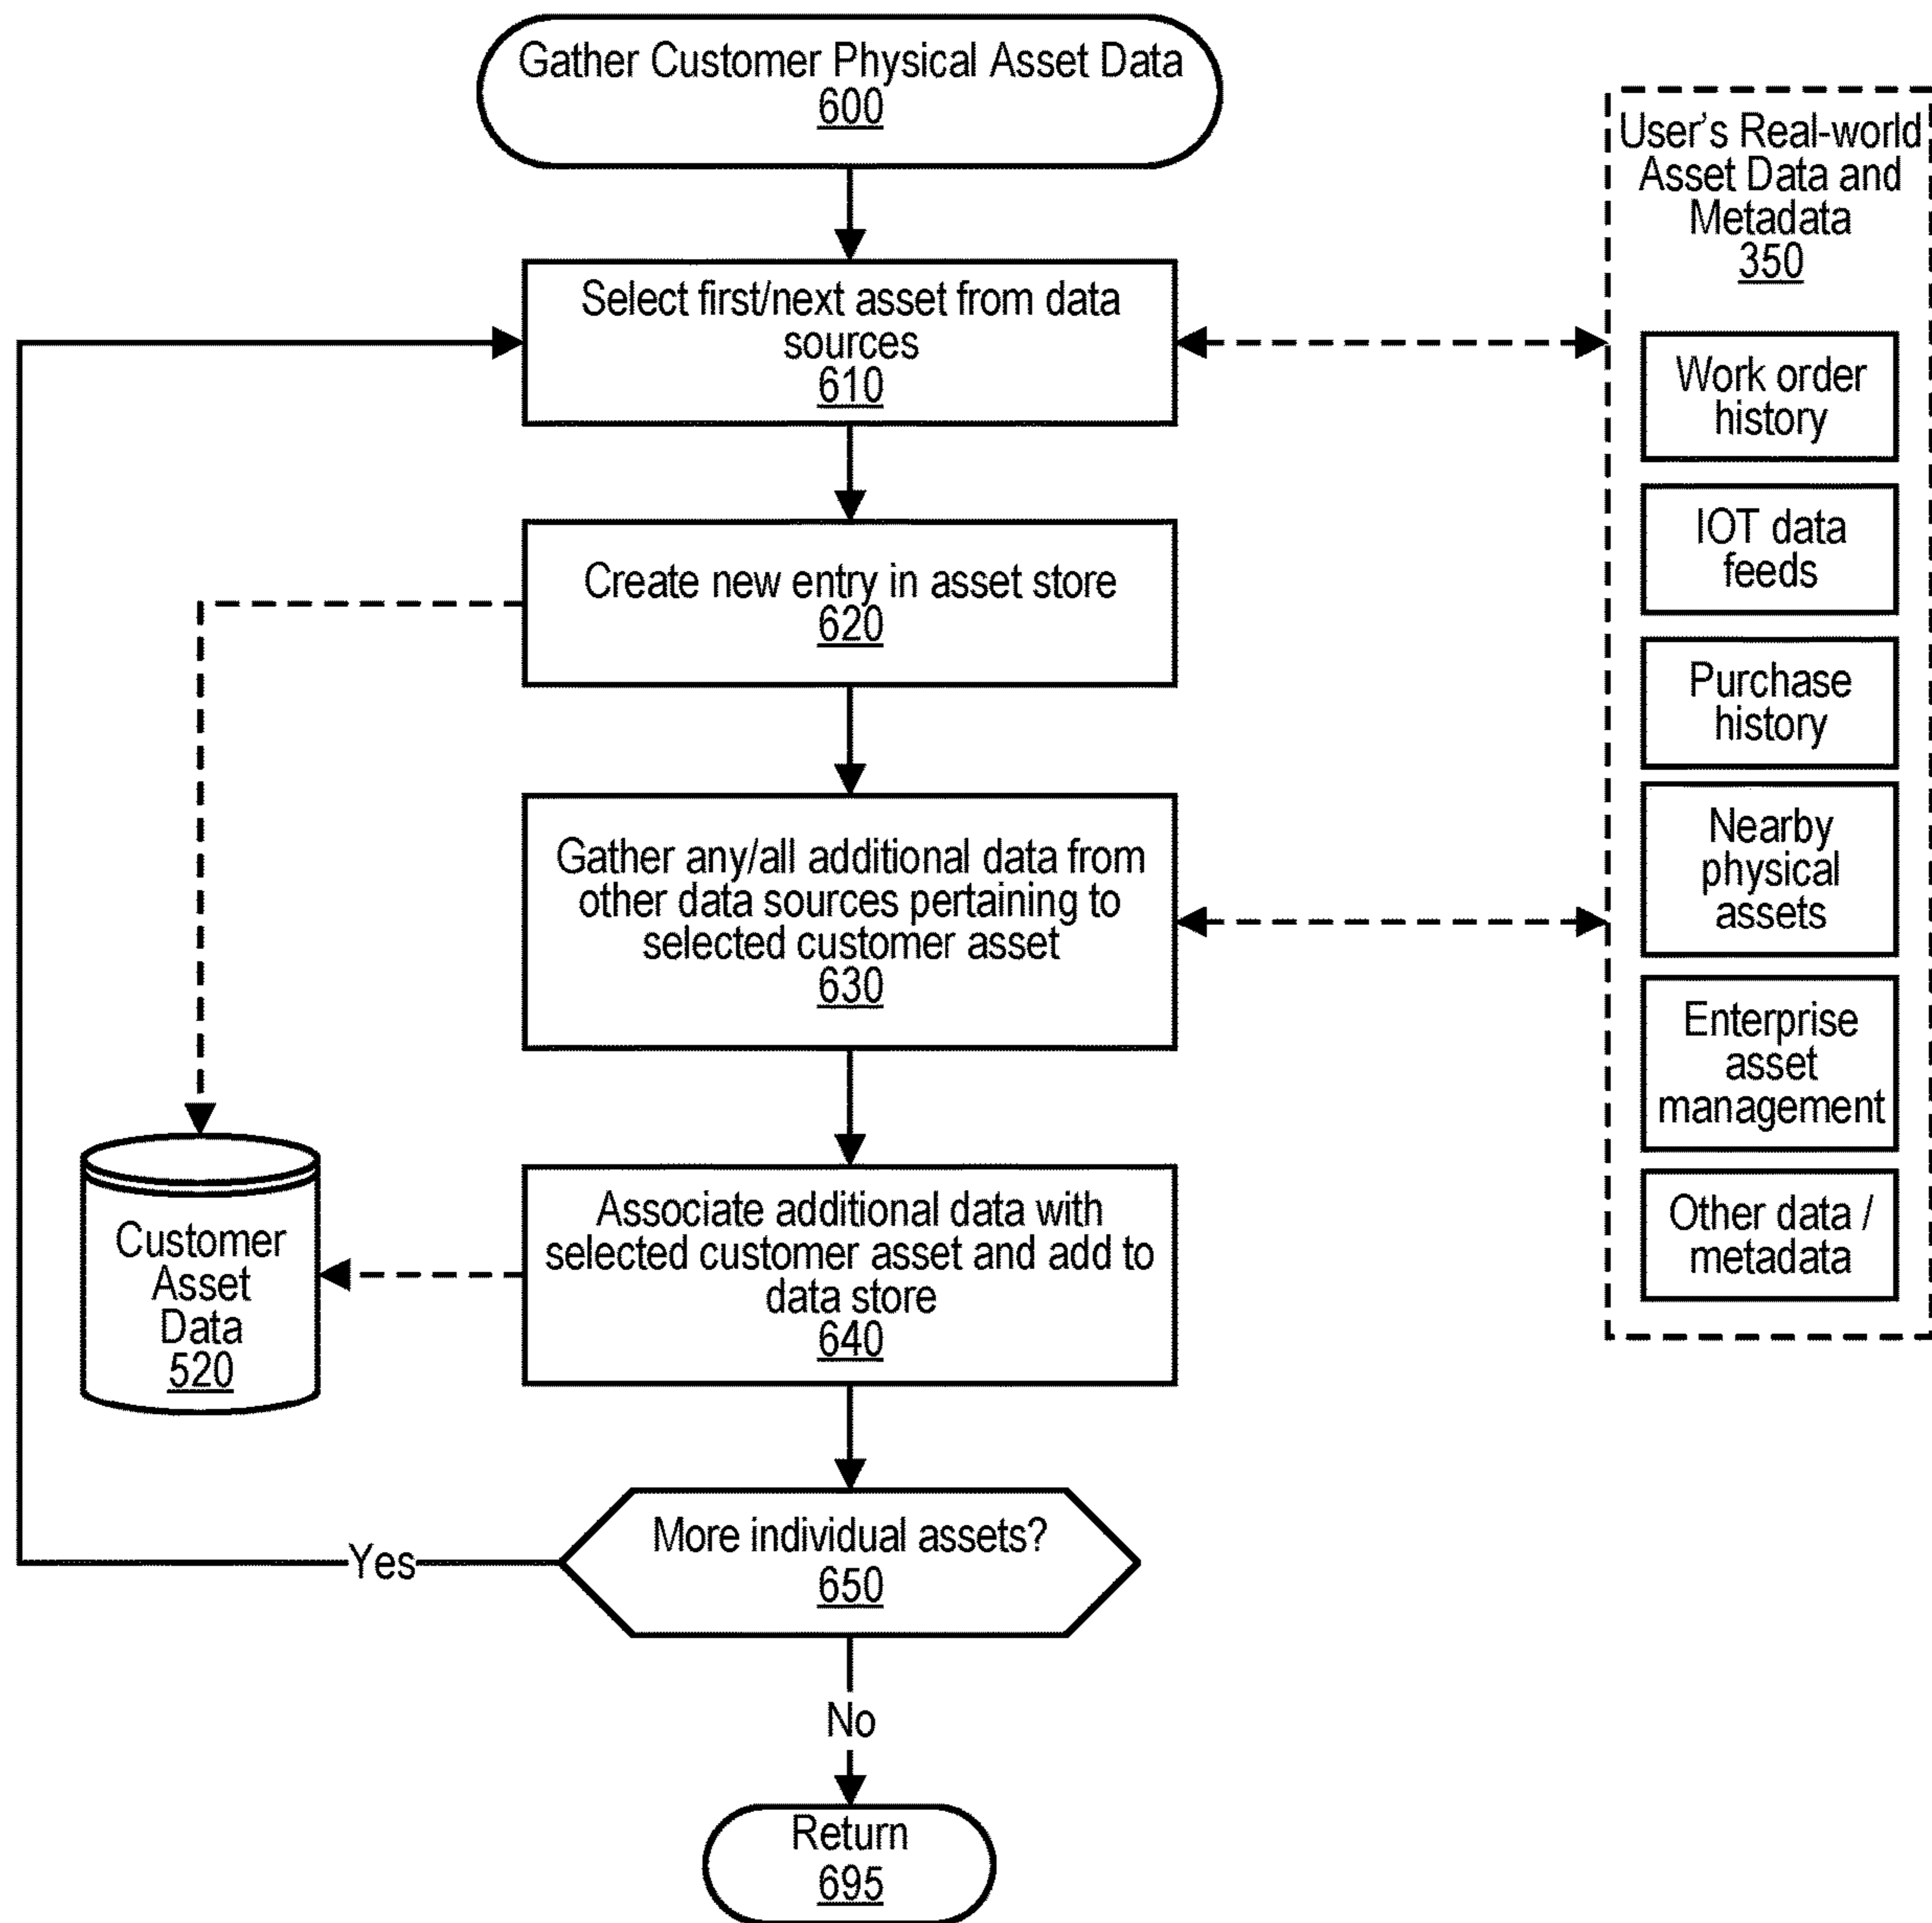 Gather Customer Physical Asset Data
600
Select first/next asset from data
sources
610
Create new entry in asset store
620
Gather any/all additional data from
other data sources pertaining to
selected customer asset
630
Associate additional data with
selected customer asset and add to
data store
640
Customer
Asset
Data
520
More individual assets?
650
Yes
No
Return
695
User's Real-world
Asset Data and
Metadata
350
Work order
history
IOT data
feeds
Purchase
history
Nearby
physical
assets
Enterprise
asset
management
Other data /
metadata